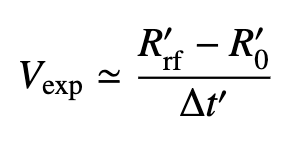 V_exp ≃ (R′_rf − R′_0) / Δt′